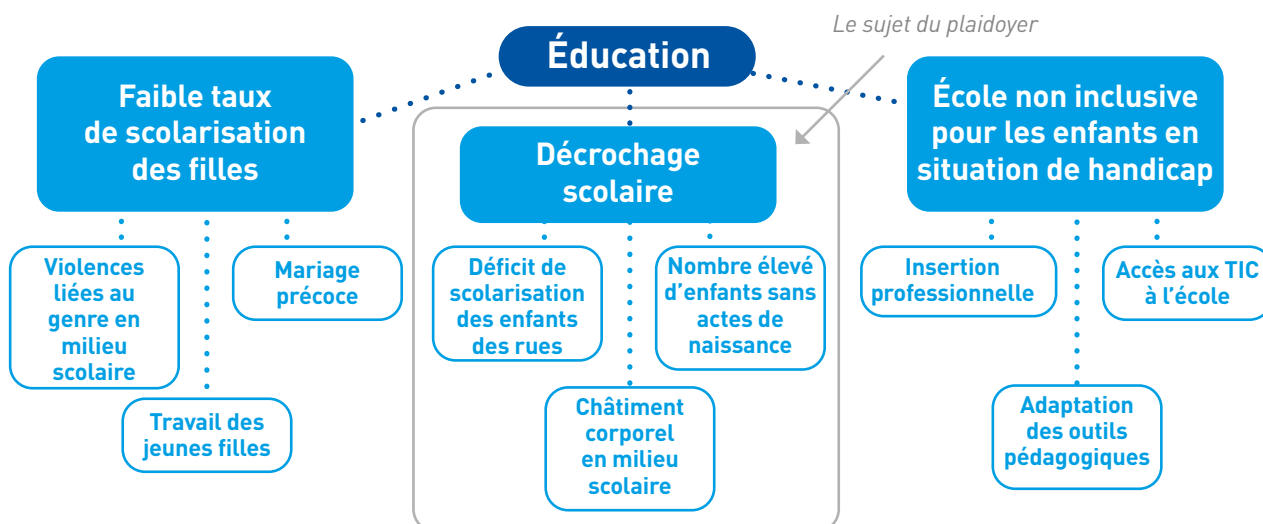 Le sujet du plaidoyer
Éducation
Faible taux
de scolarisation
des filles
Violences
liées au
genre en
milieu
scolaire
Travail des
jeunes filles
Mariage
précoce
Décrochage
scolaire
Déficit de
scolarisation
des enfants
des rues
Châtiment
corporel
en milieu
scolaire
Nombre élevé
d’enfants sans
actes de
naissance
École non inclusive
pour les enfants en
situation de handicap
Insertion
professionnelle
Adaptation
des outils
pédagogiques
Accès aux TIC
à l’école